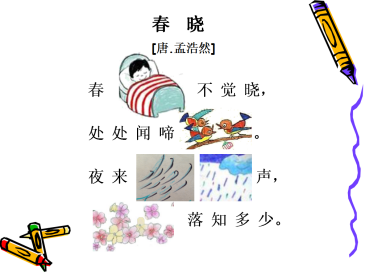 春 晓
[唐.孟浩然]
春 不 觉 晓，
处 处 闻 啼 。
夜 来 声，
落 知 多 少。